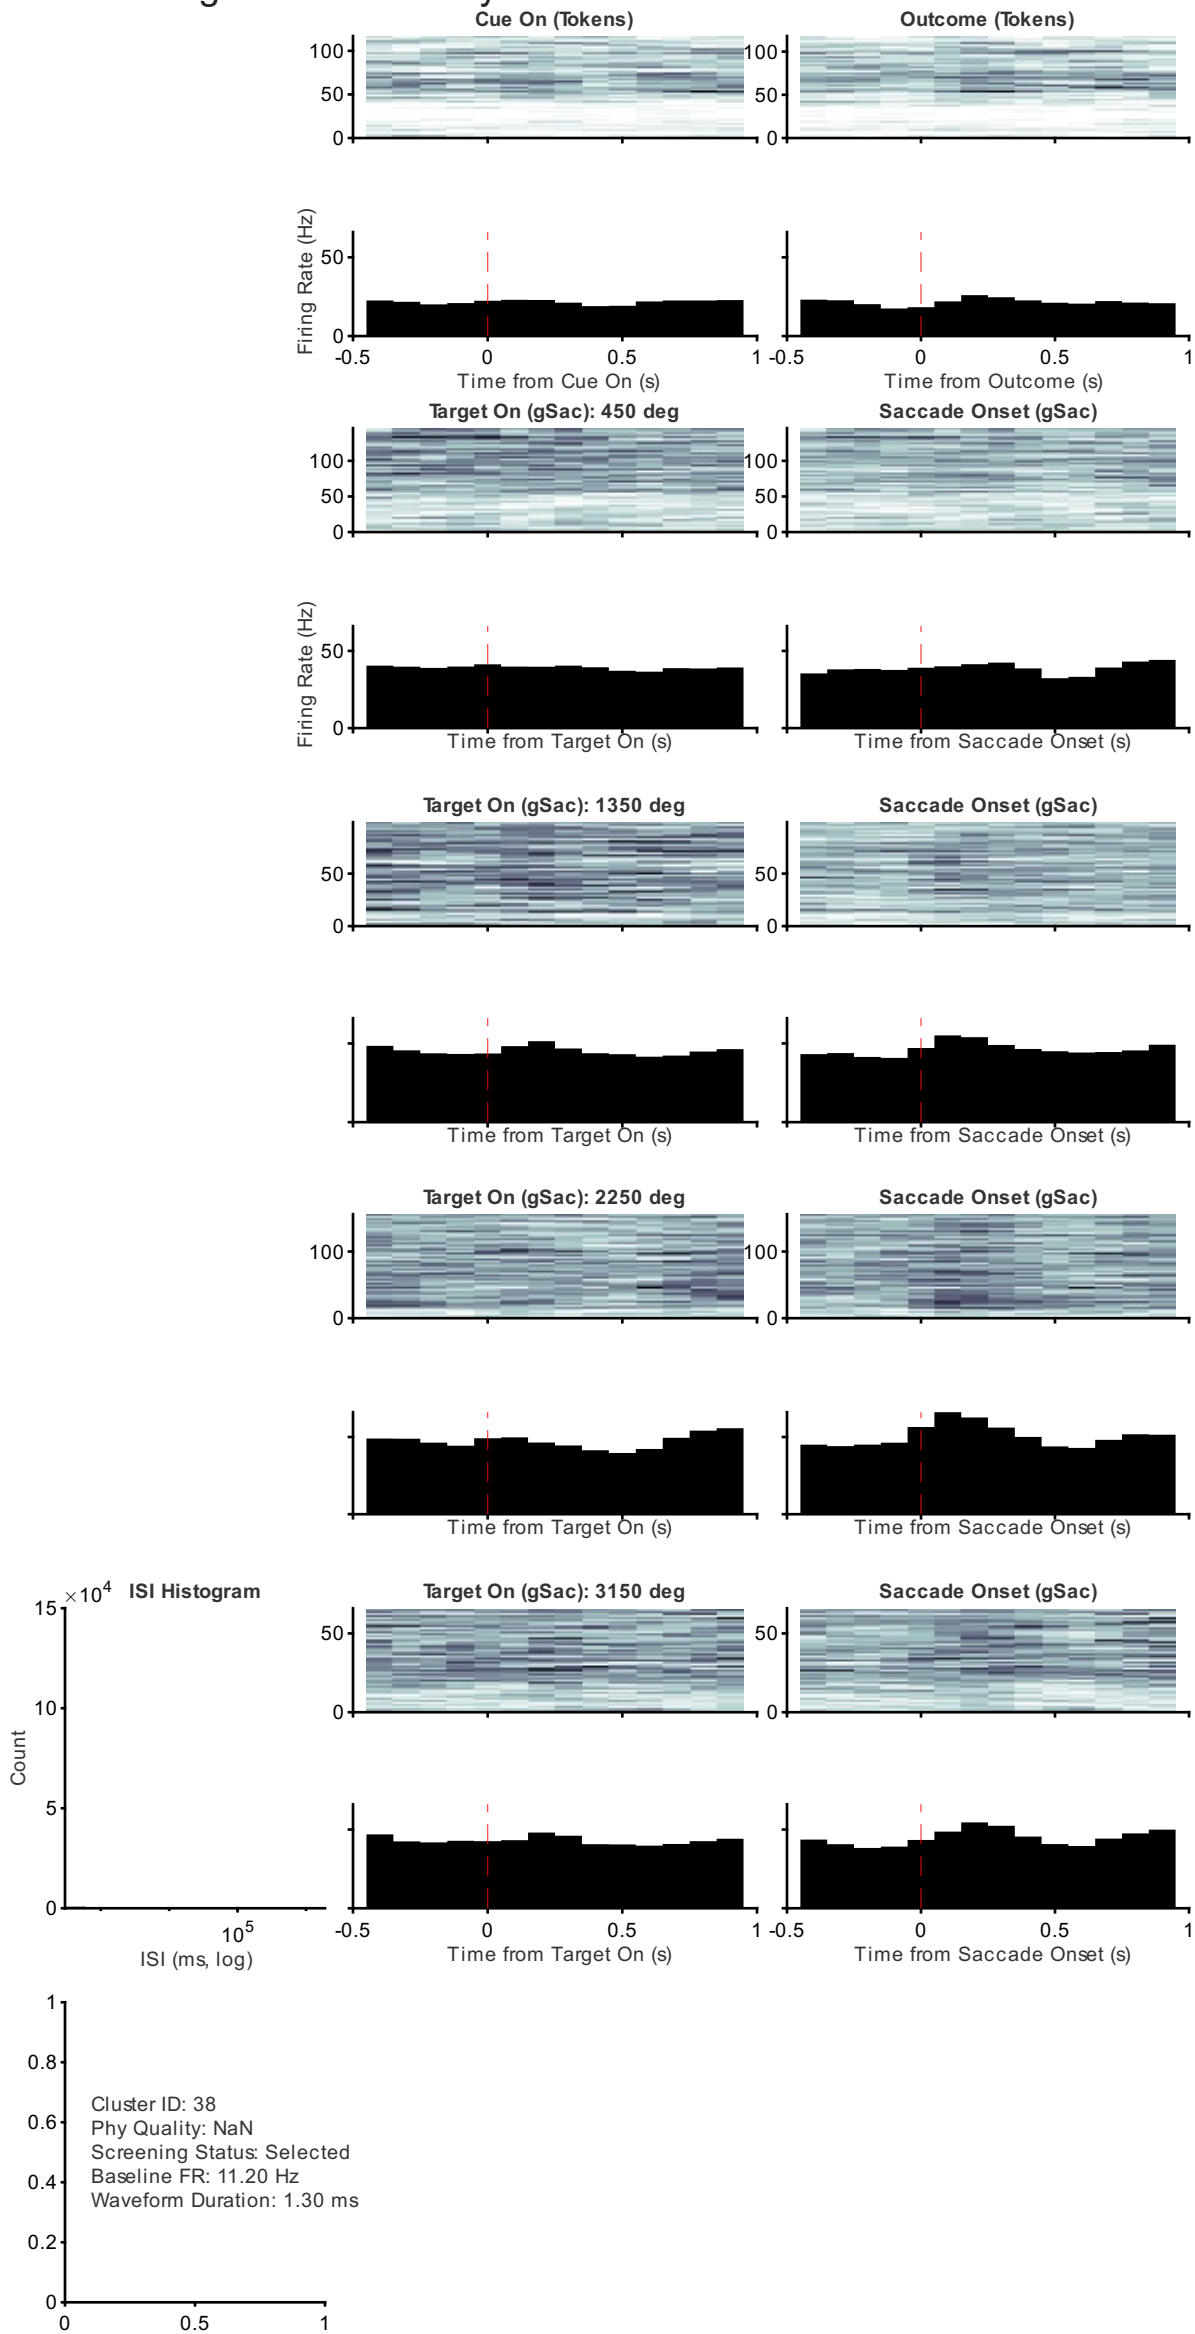 Cue On (Tokens)
Outcome (Tokens)
100
50
0
100
50
0
Firing Rate (Hz)
50
0
-0.5
0
0.5
1
-0.5
0
0.5
1
Time from Cue On (s)
Time from Outcome (s)
Target On (gSac): 450 deg
Saccade Onset (gSac)
100
50
0
100
50
0
Firing Rate (Hz)
50
0
Time from Target On (s)
Time from Saccade Onset (s)
Target On (gSac): 1350 deg
Saccade Onset (gSac)
50
0
50
0
Time from Target On (s)
Time from Saccade Onset (s)
Target On (gSac): 2250 deg
Saccade Onset (gSac)
100
0
100
0
Time from Target On (s)
Time from Saccade Onset (s)
×10^4
ISI Histogram
15
10
5
0
Count
10^5
ISI (ms, log)
Target On (gSac): 3150 deg
Saccade Onset (gSac)
50
0
50
0
-0.5
0
0.5
1
-0.5
0
0.5
1
Time from Target On (s)
Time from Saccade Onset (s)
1
0.8
0.6
0.4
0.2
0
Cluster ID: 38
Phy Quality: NaN
Screening Status: Selected
Baseline FR: 11.20 Hz
Waveform Duration: 1.30 ms
0
0.5
1